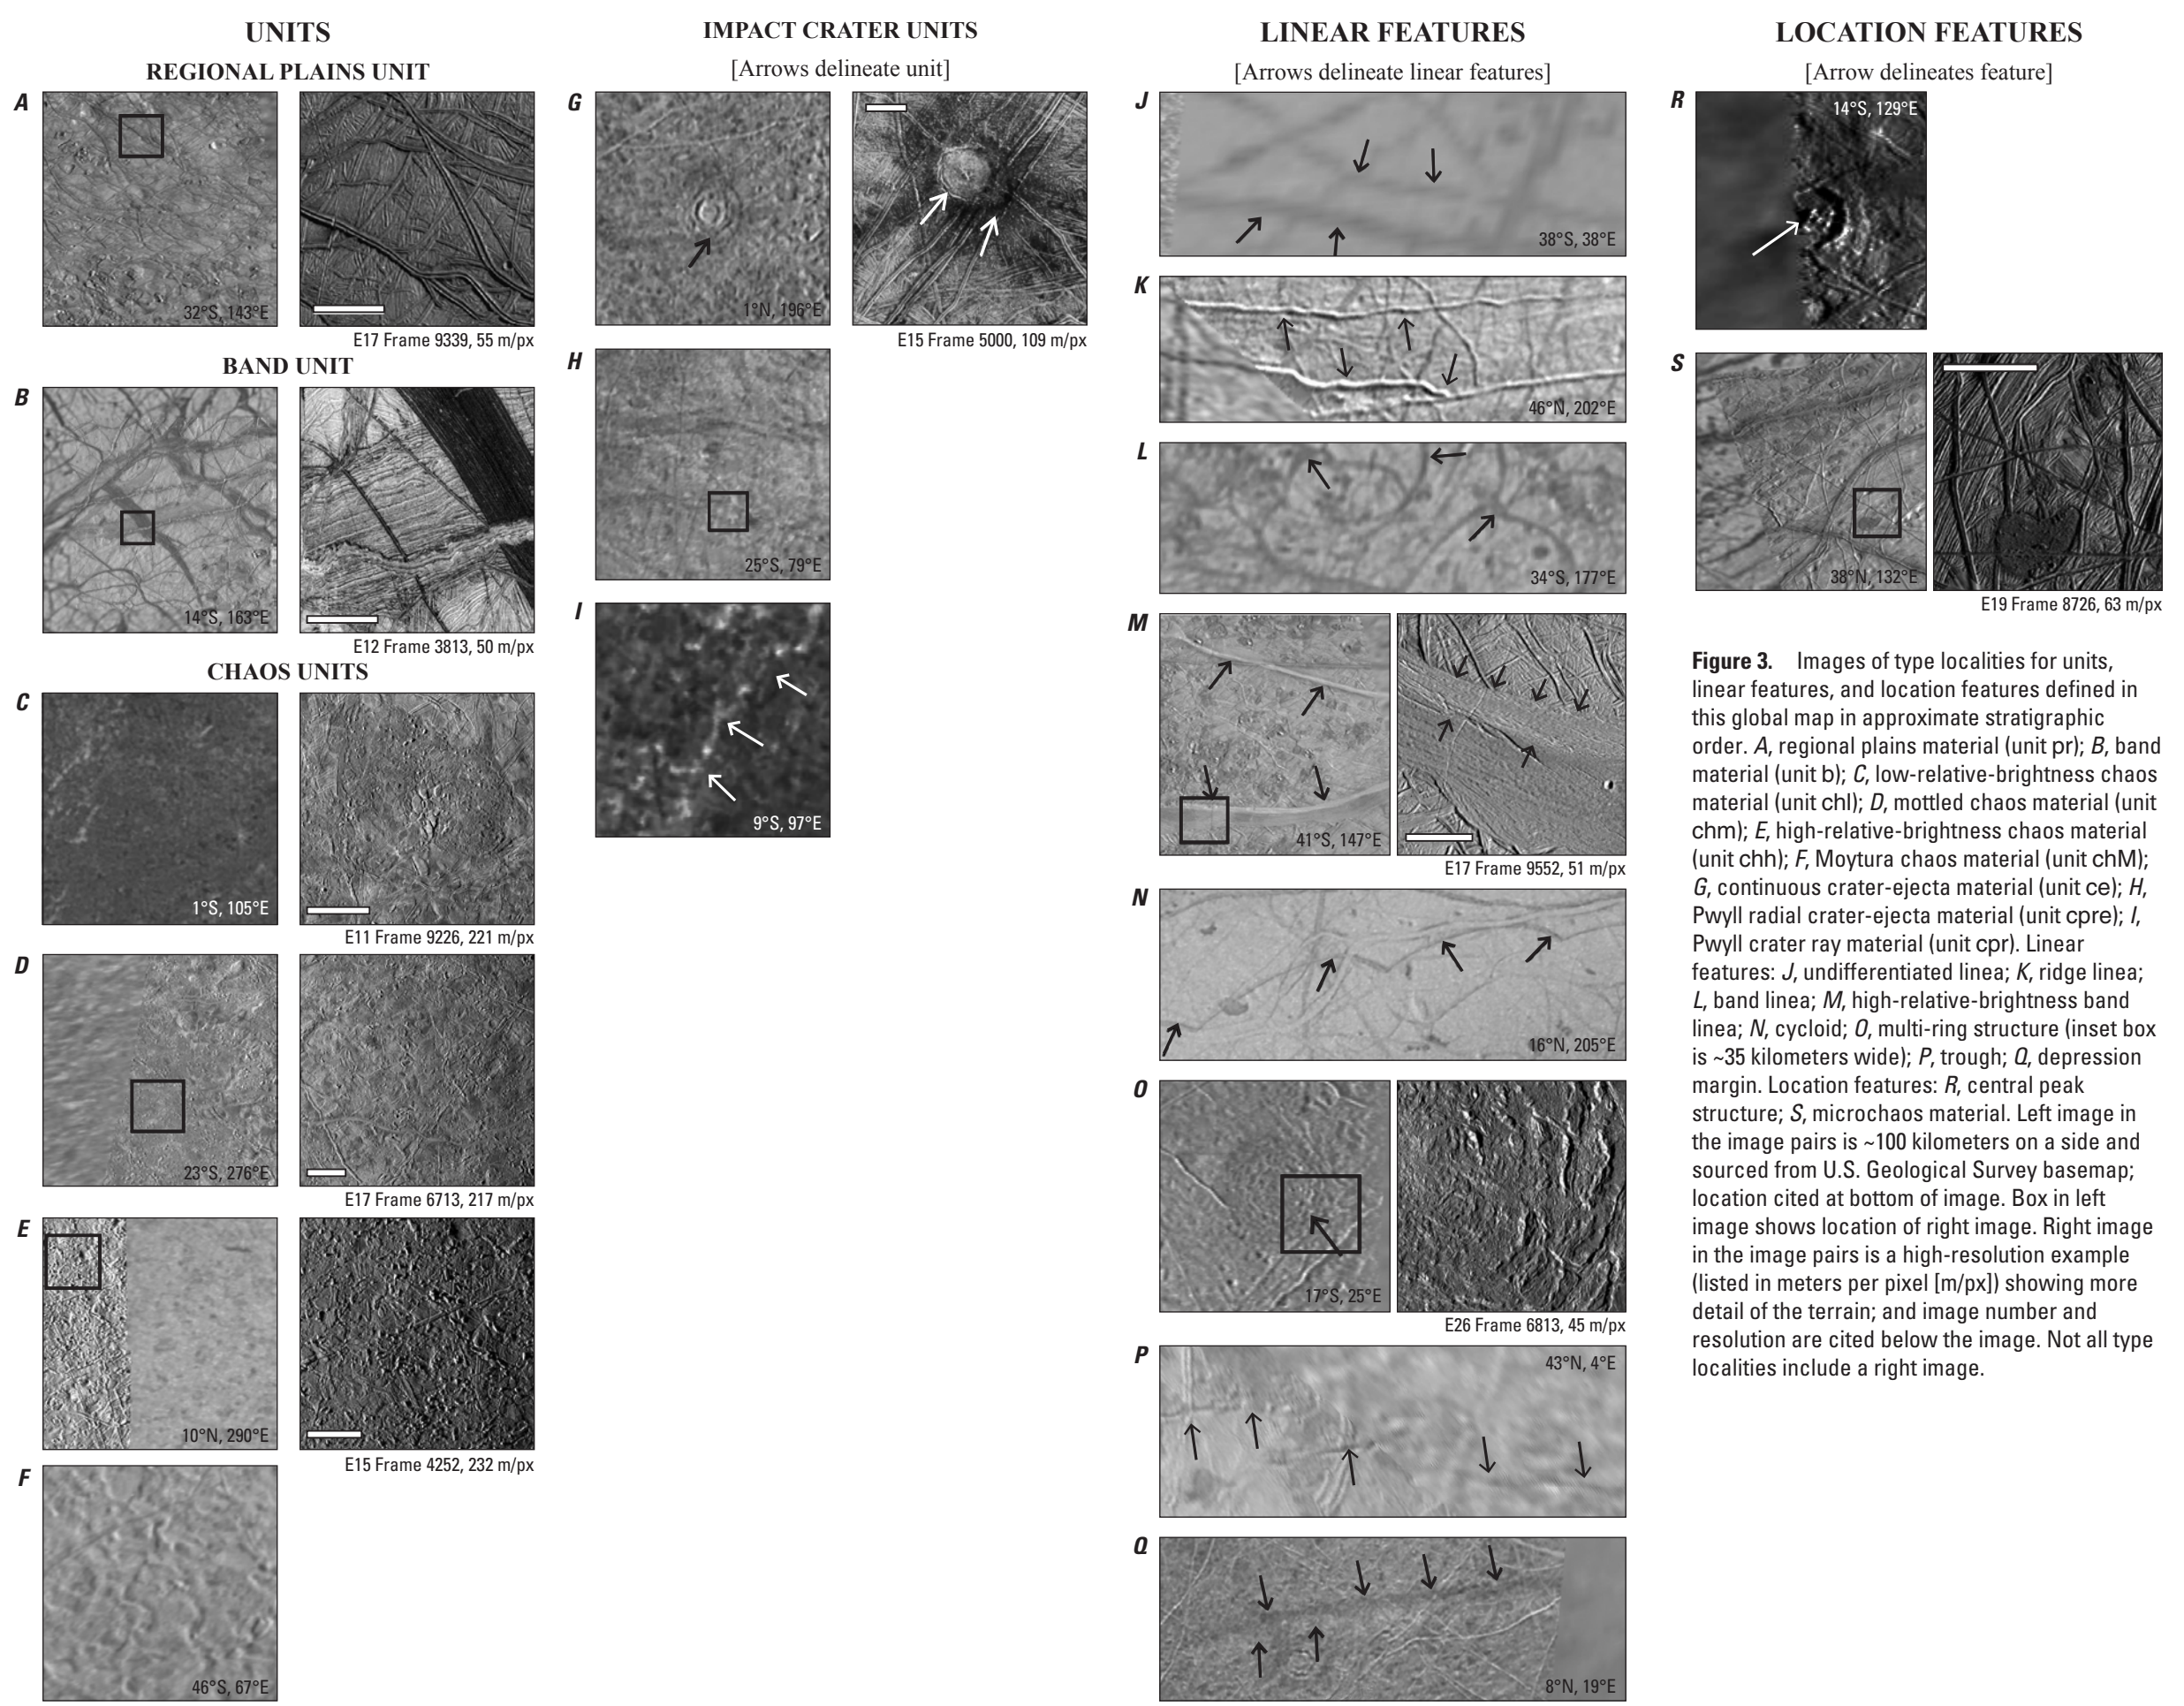 UNITS
REGIONAL PLAINS UNIT
A
32°S, 143°E
E17 Frame 9339, 55 m/px
BAND UNIT
B
14°S, 163°E
E12 Frame 3813, 50 m/px
CHAOS UNITS
C
1°S, 105°E
E11 Frame 9226, 221 m/px
D
23°S, 276°E
E17 Frame 6713, 217 m/px
E
10°N, 290°E
E15 Frame 4252, 232 m/px
F
46°S, 67°E
IMPACT CRATER UNITS
[Arrows delineate unit]
G
1°N, 196°E
E15 Frame 5000, 109 m/px
H
25°S, 79°E
I
9°S, 97°E
LINEAR FEATURES
[Arrows delineate linear features]
J
38°S, 38°E
K
46°N, 202°E
L
34°S, 177°E
M
41°S, 147°E
E17 Frame 9552, 51 m/px
N
16°N, 205°E
O
17°S, 25°E
E26 Frame 6813, 45 m/px
P
43°N, 4°E
Q
8°N, 19°E
LOCATION FEATURES
[Arrow delineates feature]
R
14°S, 129°E
S
38°N, 132°E
E19 Frame 8726, 63 m/px
Figure 3. Images of type localities for units,
linear features, and location features defined in
this global map in approximate stratigraphic
order. A, regional plains material (unit pr); B, band
material (unit b); C, low-relative-brightness chaos
material (unit chl); D, mottled chaos material (unit
chm); E, high-relative-brightness chaos material
(unit chh); F, Moytura chaos material (unit chM);
G, continuous crater-ejecta material (unit ce); H,
Pwyll radial crater-ejecta material (unit cpre); I,
Pwyll crater ray material (unit cpr). Linear
features: J, undifferentiated linea; K, ridge linea;
L, band linea; M, high-relative-brightness band
linea; N, cycloid; O, multi-ring structure (inset box
is ~35 kilometers wide); P, trough; Q, depression
margin. Location features: R, central peak
structure; S, microchaos material. Left image in
the image pairs is ~100 kilometers on a side and
sourced from U.S. Geological Survey basemap;
location cited at bottom of image. Box in left
image shows location of right image. Right image
in the image pairs is a high-resolution example
(listed in meters per pixel [m/px]) showing more
detail of the terrain; and image number and
resolution are cited below the image. Not all type
localities include a right image.